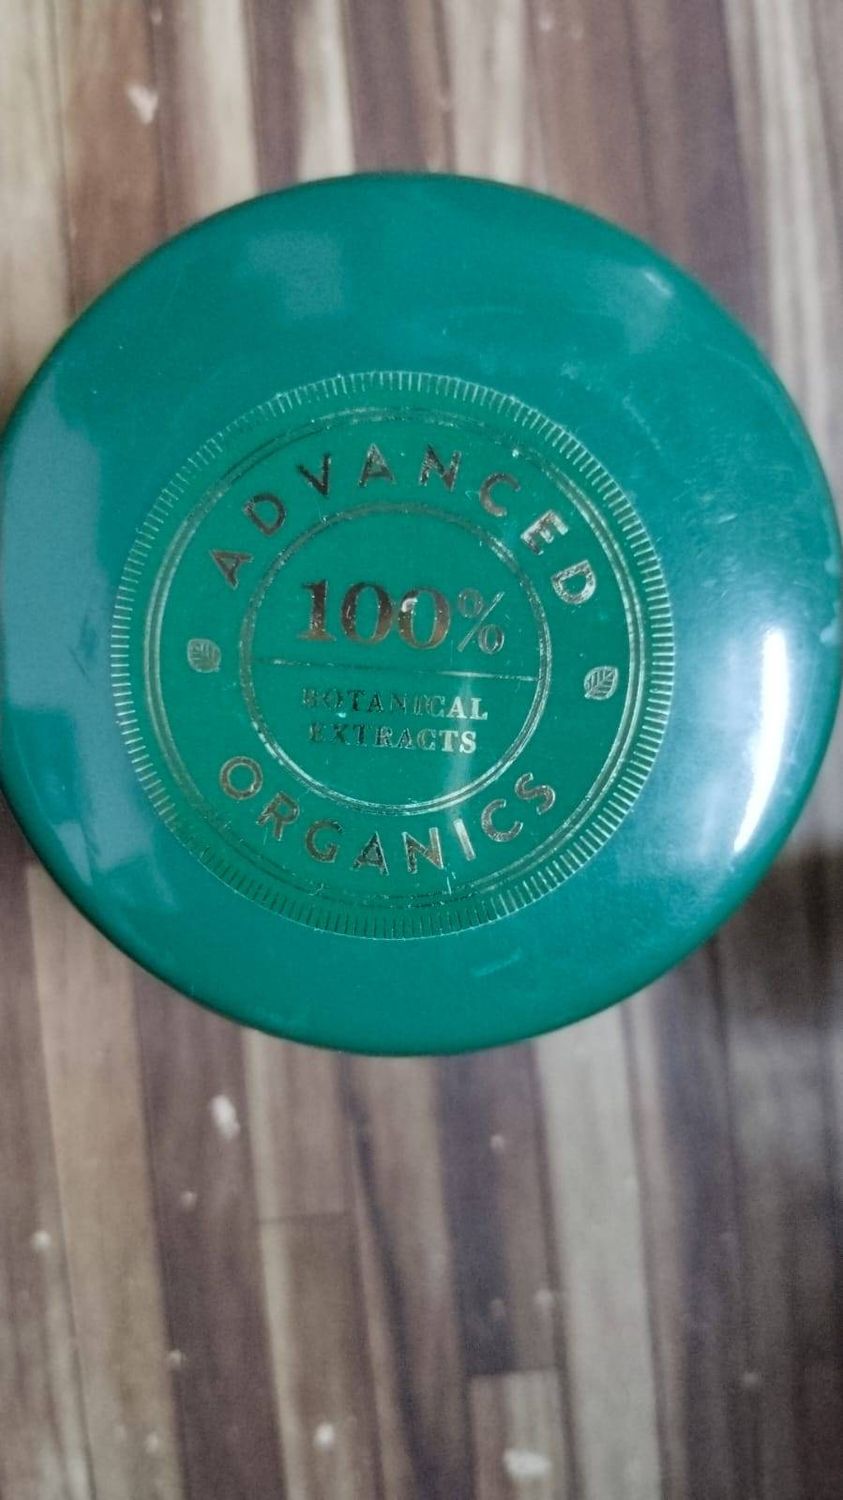 ADVANCED
100%
BOTANICAL
EXTRACTS
ORGANICS